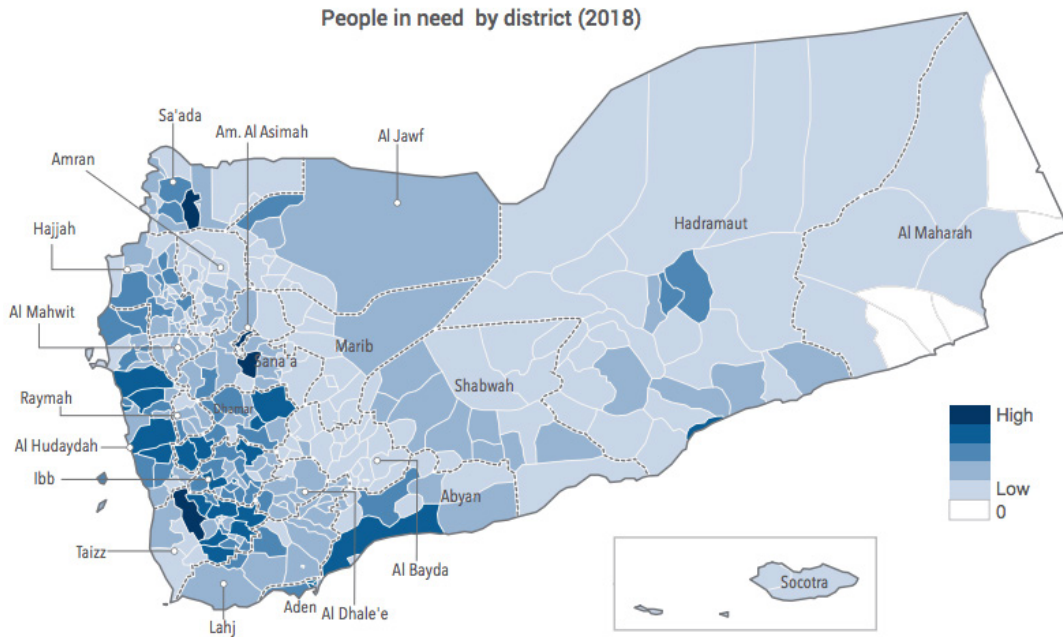 People in need by district (2018)
Sa'ada
Am. Al Asimah
Al Jawf
Amran
Hajjah
Hadramaut
Al Maharah
Al Mahwit
Marib
Sana'a
Shabwah
Raymah
Dhamar
High
Al Hudaydah
Ibb
Abyan
Low
0
Taizz
Al Bayda
Socotra
Aden
Al Dhale'e
Lahj